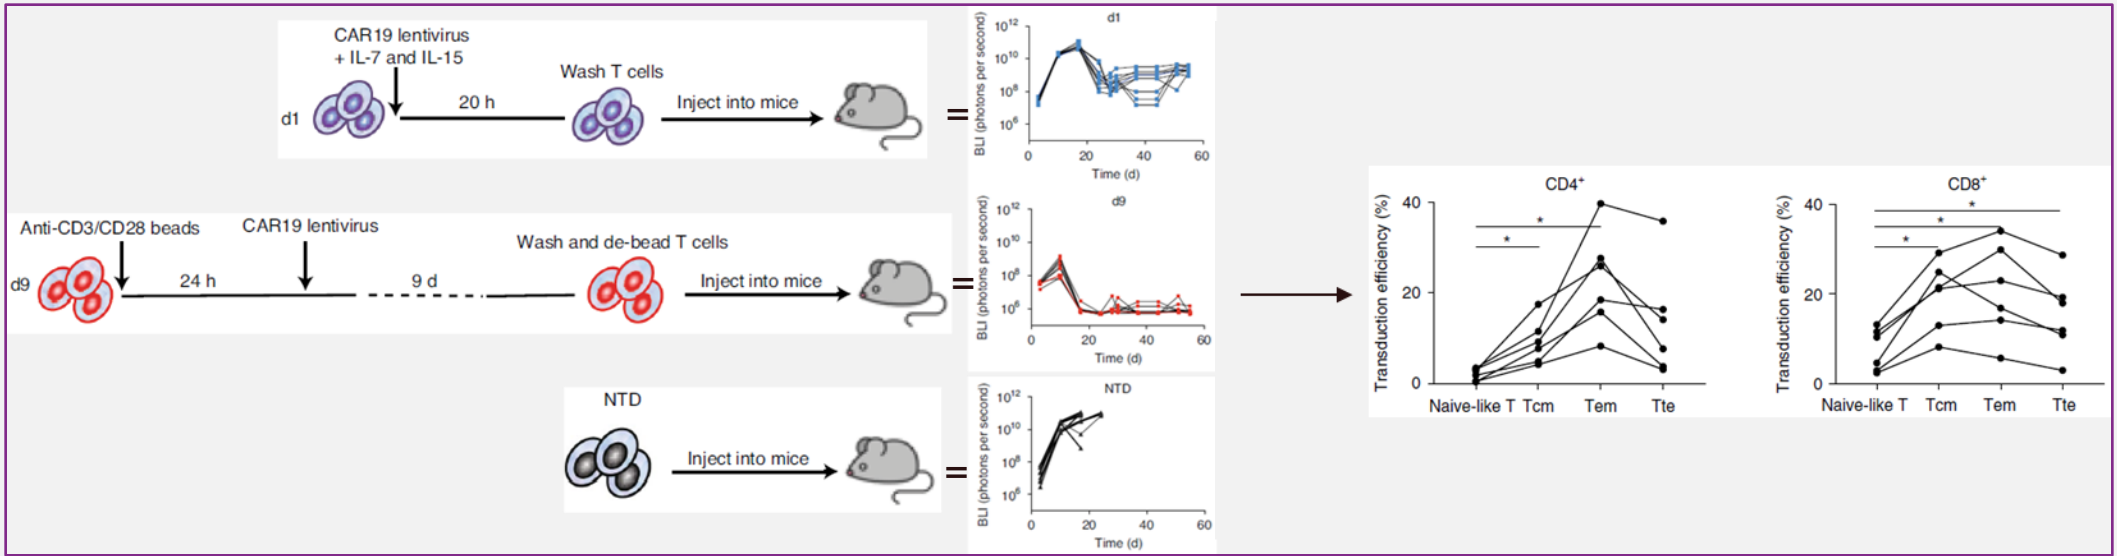 CAR19 lentivirus
+ IL-7 and IL-15
d1
20 h
Wash T cells
Inject into mice
=
d1
BLI (photons per second)
10¹²
10¹⁰
10⁸
10⁶
0 20 40 60
Time (d)
Anti-CD3/CD28 beads
d9
24 h
CAR19 lentivirus
9 d
Wash and de-bead T cells
Inject into mice
=
d9
BLI (photons per second)
10¹²
10¹⁰
10⁸
10⁶
0 20 40 60
Time (d)
NTD
Inject into mice
=
NTD
BLI (photons per second)
10¹²
10¹⁰
10⁸
10⁶
0 20 40 60
Time (d)
CD4⁺
Transduction efficiency (%)
40
20
0
*
*
Naive-like T Tcm Tem Tte
CD8⁺
Transduction efficiency (%)
40
20
0
*
*
*
Naive-like T Tcm Tem Tte